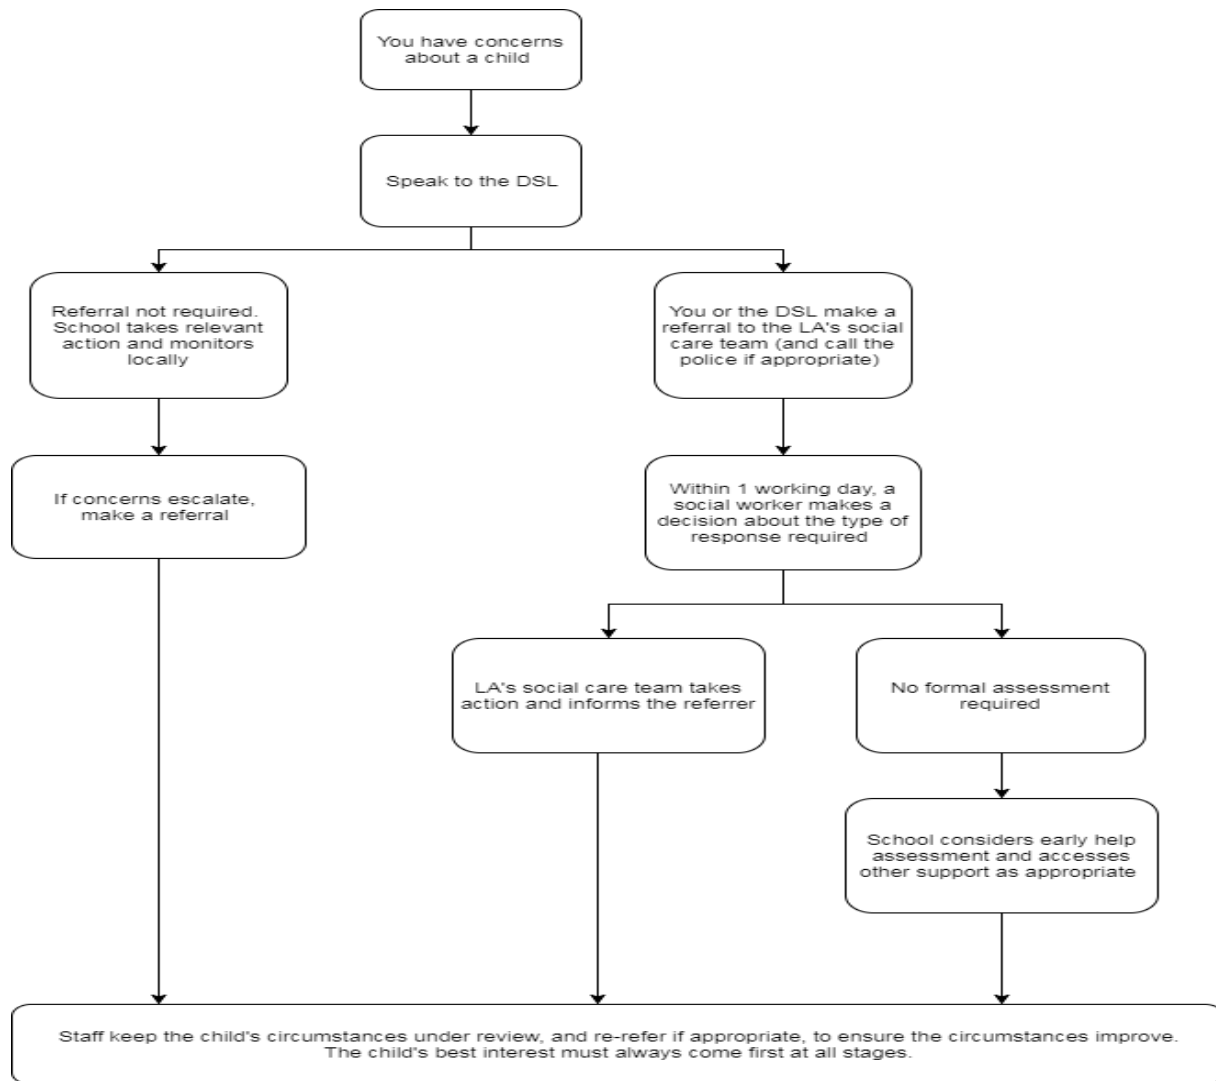 You have concerns
about a child
Speak to the DSL
Referral not required.
School takes relevant
action and monitors
locally
You or the DSL make a
referral to the LA's social
care team (and call the
police if appropriate)
If concerns escalate,
make a referral
Within 1 working day, a
social worker makes a
decision about the type of
response required
LA's social care team takes
action and informs the referrer
No formal assessment
required
School considers early help
assessment and accesses
other support as appropriate
Staff keep the child's circumstances under review, and re-refer if appropriate, to ensure the circumstances improve.
The child's best interest must always come first at all stages.